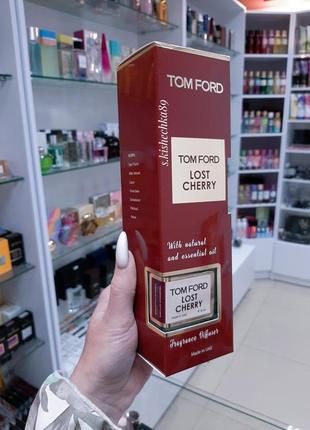 TOM FORD
s.kishechka89
TOM FORD
LOST
CHERRY
With natural
and essential oil
TOM FORD
LOST
CHERRY
Fragrance Diffuser
Made in UAE